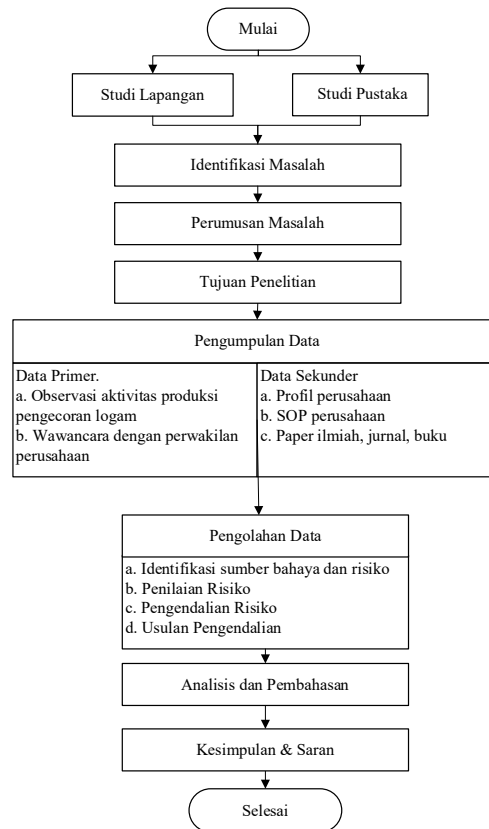 Mulai
Studi Lapangan
Studi Pustaka
Identifikasi Masalah
Perumusan Masalah
Tujuan Penelitian
Pengumpulan Data
Data Primer.
a. Observasi aktivitas produksi
pengecoran logam
b. Wawancara dengan perwakilan
perusahaan
Data Sekunder
a. Profil perusahaan
b. SOP perusahaan
c. Paper ilmiah, jurnal, buku
Pengolahan Data
a. Identifikasi sumber bahaya dan risiko
b. Penilaian Risiko
c. Pengendalian Risiko
d. Usulan Pengendalian
Analisis dan Pembahasan
Kesimpulan & Saran
Selesai